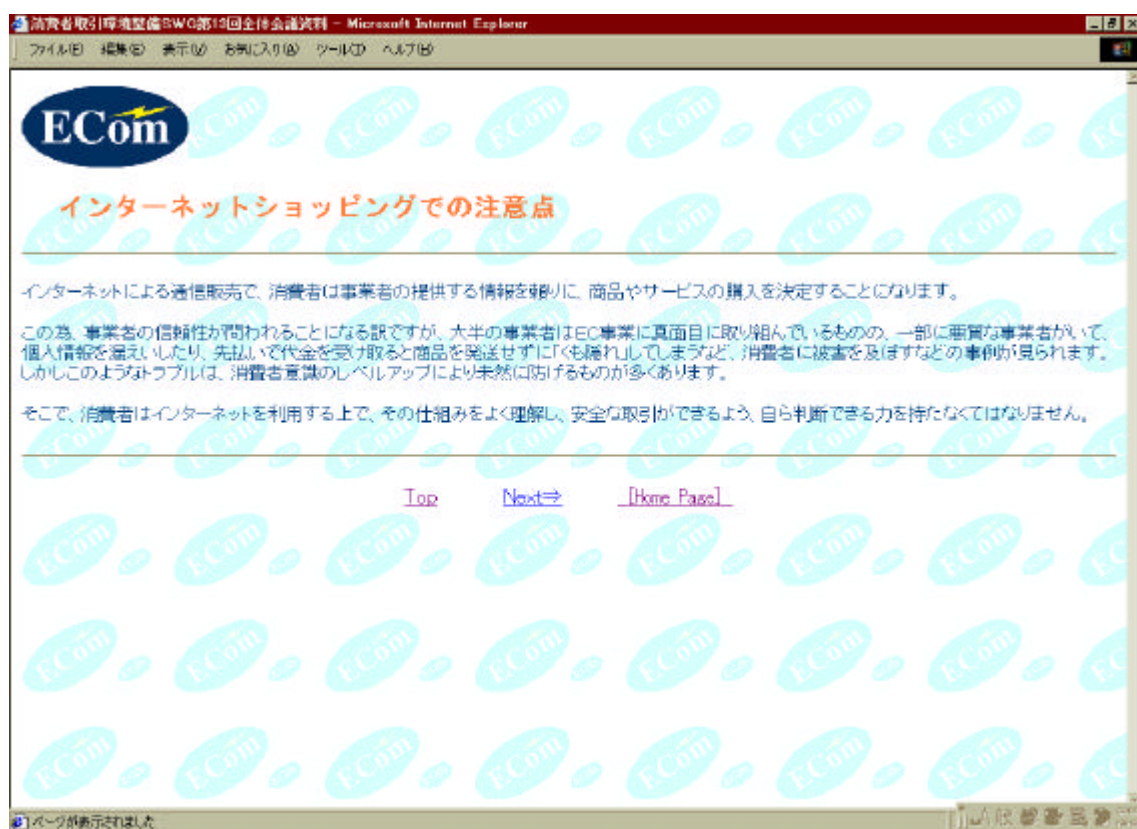 消費者取引環境整備SWG第13回全体会議資料 - Microsoft Internet Explorer
ファイル(F) 編集(E) 表示(V) お気に入り(A) ツール(T) ヘルプ(H)
ECom
インターネットショッピングでの注意点
インターネットによる通信販売で、消費者は事業者の提供する情報を頼りに、商品やサービスの購入を決定することになります。
この為、事業者の信頼性が問われることになる訳ですが、大半の事業者はEC事業に真面目に取り組んでいるものの、一部に悪質な事業者がいて、
個人情報を漏えいしたり、先払いで代金を受け取ると商品を発送せずに「くも隠れ」してしまうなど、消費者に被害を及ぼすなどの事例が見られます。
しかしこのようなトラブルは、消費者意識のレベルアップにより未然に防げるものが多くあります。
そこで、消費者はインターネットを利用する上で、その仕組みをよく理解し、安全な取引ができるよう、自ら判断できる力を持たなくてはなりません。
Top Next⇒ [Home Page]
ページが表示されました